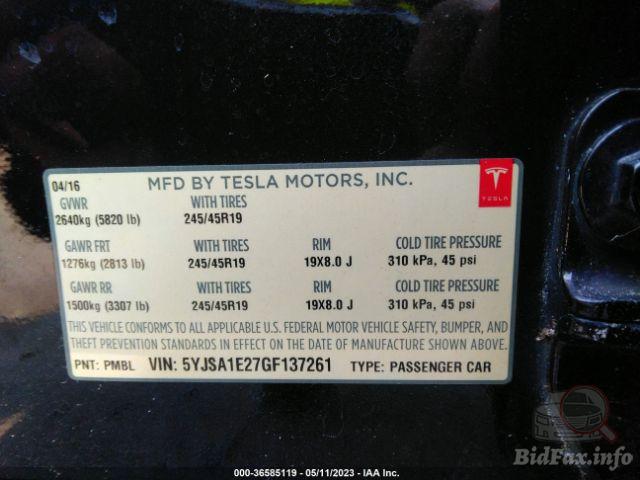 04/16 MFD BY TESLA MOTORS, INC.
TESLA
GVWR WITH TIRES
2640kg (5820 lb) 245/45R19
GAWR FRT WITH TIRES RIM COLD TIRE PRESSURE
1276kg (2813 lb) 245/45R19 19X8.0 J 310 kPa, 45 psi
GAWR RR WITH TIRES RIM COLD TIRE PRESSURE
1500kg (3307 lb) 245/45R19 19X8.0 J 310 kPa, 45 psi
THIS VEHICLE CONFORMS TO ALL APPLICABLE U.S. FEDERAL MOTOR VEHICLE SAFETY, BUMPER, AND
THEFT PREVENTION STANDARDS IN EFFECT ON THE DATE OF MANUFACTURE SHOWN ABOVE.
PNT: PMBL VIN: 5YJSA1E27GF137261 TYPE: PASSENGER CAR
BidFax.info
000-36585119 - 05/11/2023 - IAA Inc.